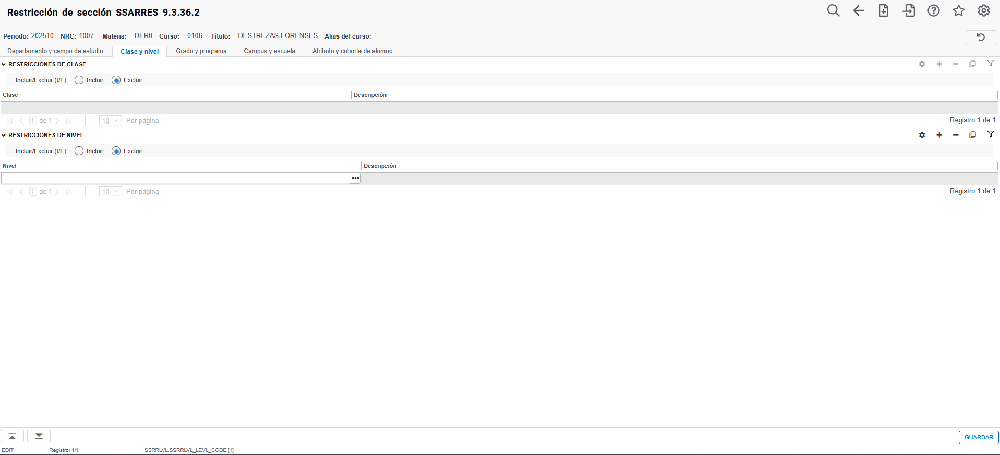 Restricción de sección SSARRES 9.3.36.2
Periodo: 202510 NRC: 1007 Materia: DER0 Curso: 0106 Título: DESTREZAS FORENSES Alias del curso:
Departamento y campo de estudio Clase y nivel Grado y programa Campus y escuela Atributo y cohorte de alumno
RESTRICCIONES DE CLASE
Incluir/Excluir (I/E) Incluir Excluir
Clase Descripción
1 de 1 10 Por página Registro 1 de 1
RESTRICCIONES DE NIVEL
Incluir/Excluir (I/E) Incluir Excluir
Nivel Descripción
1 de 1 10 Por página Registro 1 de 1
GUARDAR
EDIT Registro: 1/1 SSRRLVL.SSRRLVL_LEVL_CODE [1]